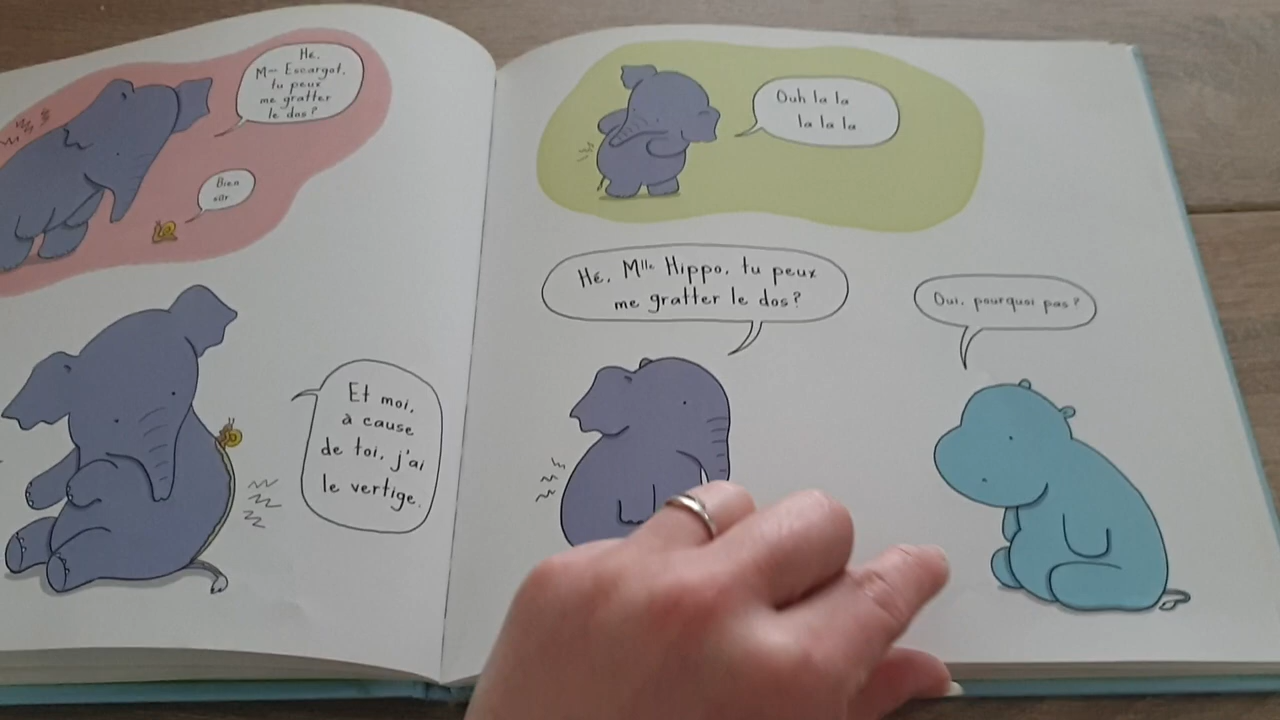 Hé,
Mme Escargot,
tu peux
me gratter
le dos?
Bien
sûr
Et moi,
à cause
de toi, j'ai
le vertige.
Ouh la la
la la la
Hé, Mlle Hippo, tu peux
me gratter le dos?
Oui, pourquoi pas?